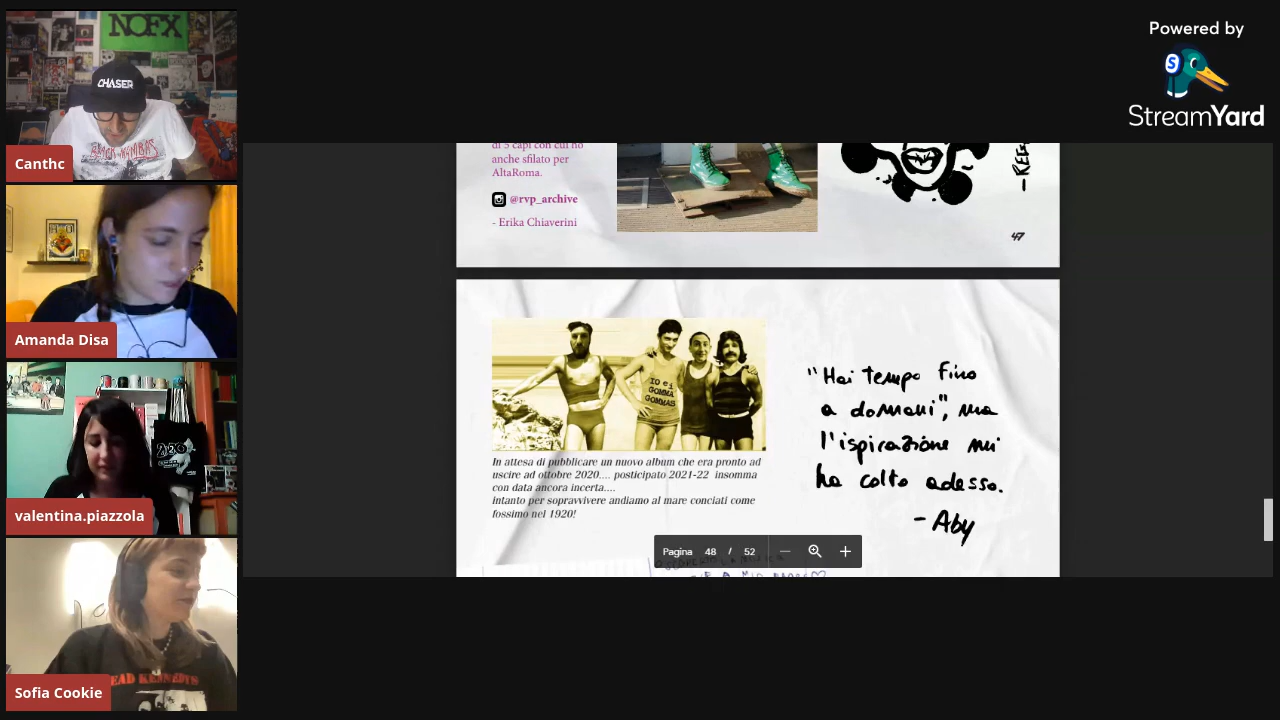 NOFX
CHASER
Canthc
Amanda Disa
valentina.piazzola
Sofia Cookie
Powered by
StreamYard
di 5 capi con cui ho
anche sfilato per
AltaRoma.
@rvp_archive
- Erika Chiaverini
47
IO e i
GOMMA
GOMMAS
In attesa di pubblicare un nuovo album che era pronto ad
uscire ad ottobre 2020.... posticipato 2021-22 insomma
con data ancora incerta....
intanto per sopravvivere andiamo al mare conciati come
fossimo nel 1920!
"Hai tempo fino
a domani", ma
l'ispirazione mi
ha colto adesso.
- Aby
Pagina 48 / 52